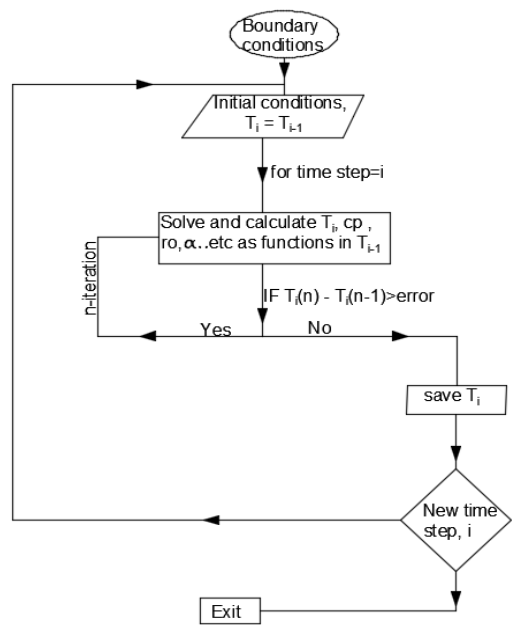 Boundary
conditions
Initial conditions,
Tᵢ = Tᵢ₋₁
for time step=i
Solve and calculate Tᵢ, cp ,
ro, α..etc as functions in Tᵢ₋₁
n-iteration
IF Tᵢ(n) - Tᵢ(n-1)>error
Yes
No
save Tᵢ
New time
step, i
Exit